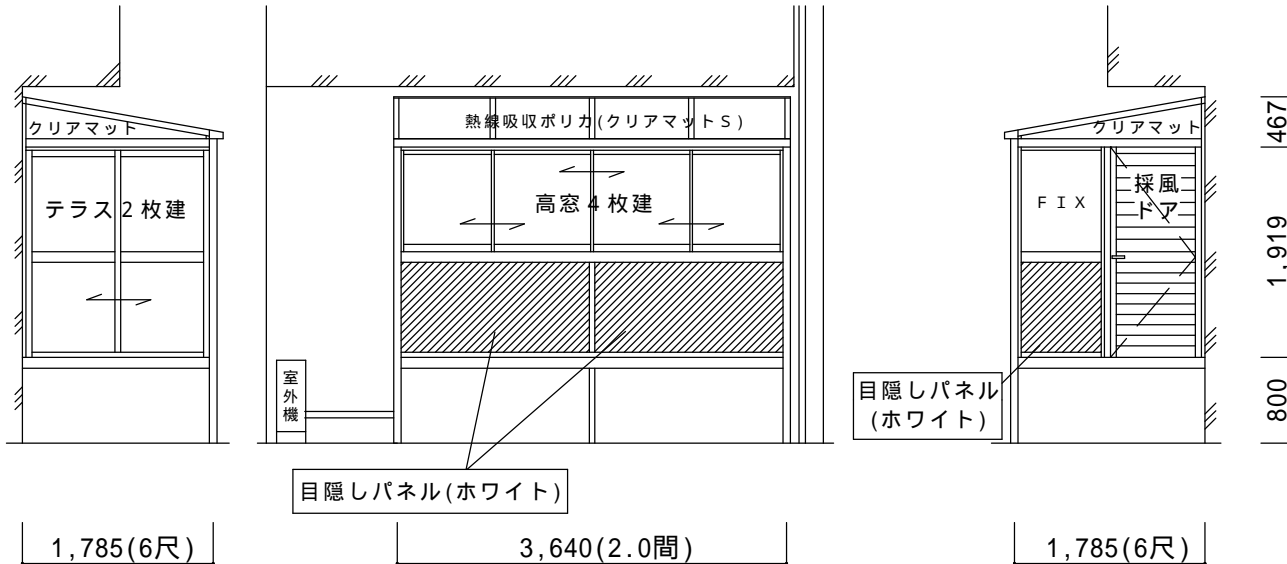 クリアマット
テラス2枚建
1,785(6尺)
熱線吸収ポリカ(クリアマットS)
高窓4枚建
室
外
機
目隠しパネル(ホワイト)
3,640(2.0間)
クリアマット
FIX
採風
ドア
目隠しパネル
(ホワイト)
1,785(6尺)
467
1,919
800